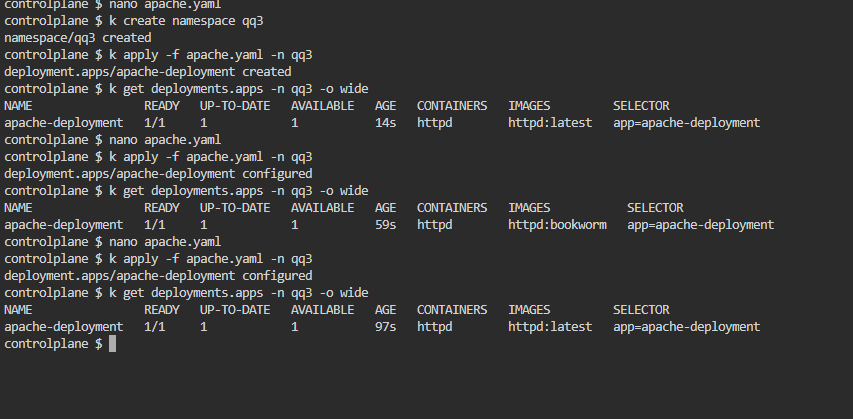 controlplane $ nano apache.yaml
controlplane $ k create namespace qq3
namespace/qq3 created
controlplane $ k apply -f apache.yaml -n qq3
deployment.apps/apache-deployment created
controlplane $ k get deployments.apps -n qq3 -o wide
NAME                READY   UP-TO-DATE   AVAILABLE   AGE   CONTAINERS   IMAGES         SELECTOR
apache-deployment   1/1     1            1           14s   httpd        httpd:latest   app=apache-deployment
controlplane $ nano apache.yaml
controlplane $ k apply -f apache.yaml -n qq3
deployment.apps/apache-deployment configured
controlplane $ k get deployments.apps -n qq3 -o wide
NAME                READY   UP-TO-DATE   AVAILABLE   AGE   CONTAINERS   IMAGES           SELECTOR
apache-deployment   1/1     1            1           59s   httpd        httpd:bookworm   app=apache-deployment
controlplane $ nano apache.yaml
controlplane $ k apply -f apache.yaml -n qq3
deployment.apps/apache-deployment configured
controlplane $ k get deployments.apps -n qq3 -o wide
NAME                READY   UP-TO-DATE   AVAILABLE   AGE   CONTAINERS   IMAGES         SELECTOR
apache-deployment   1/1     1            1           97s   httpd        httpd:latest   app=apache-deployment
controlplane $